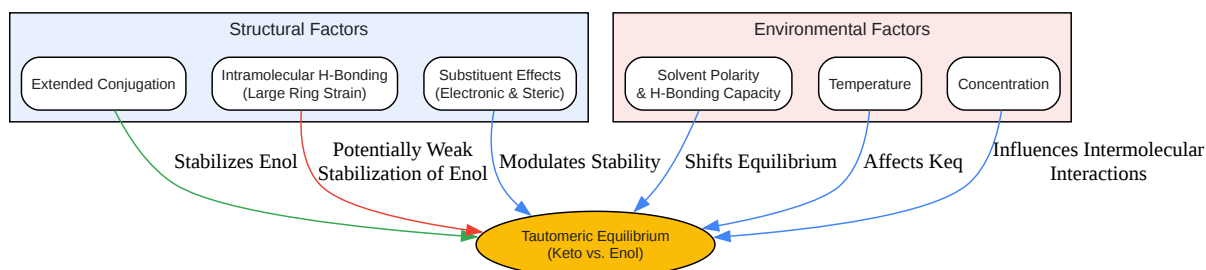 Structural Factors
Environmental Factors
Extended Conjugation
Intramolecular H-Bonding
(Large Ring Strain)
Substituent Effects
(Electronic & Steric)
Solvent Polarity
& H-Bonding Capacity
Temperature
Concentration
Stabilizes Enol
Potentially Weak
Stabilization of Enol
Modulates Stability
Shifts Equilibrium
Affects Keq
Influences Intermolecular
Interactions
Tautomeric Equilibrium
(Keto vs. Enol)